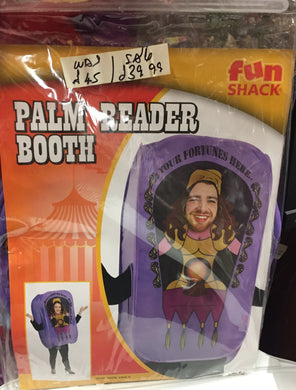 WAS | SALE
£45 | £39.99
fun
SHACK
PALM READER
BOOTH
YOUR FORTUNES HERE..